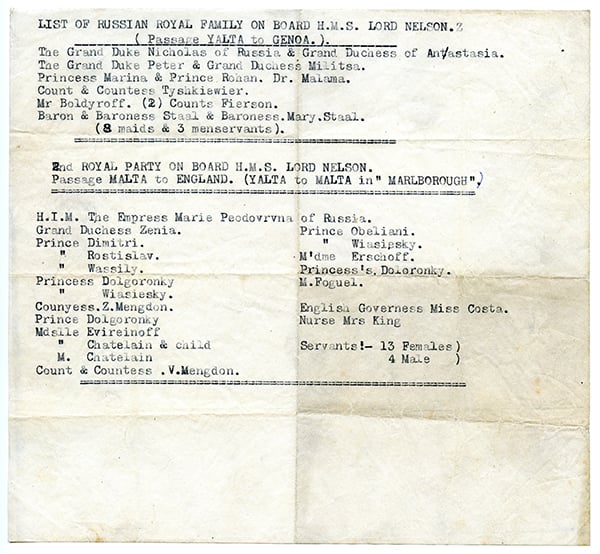 LIST OF RUSSIAN ROYAL FAMILY ON BOARD H.M.S. LORD NELSON.Z
( Passage YALTA to GENOA.).
The Grand Duke Nicholas of Russia & Grand Duchess of Antastasia.
The Grand Duke Peter & Grand Duchess Militsa.
Princess Marina & Prince Rohan. Dr. Malama.
Count & Countess Tyshkiewier.
Mr Boldyroff. (2) Counts Fierson.
Baron & Baroness Staal & Baroness.Mary.Staal.
(8 maids & 3 menservants).
2nd ROYAL PARTY ON BOARD H.M.S. LORD NELSON.
Passage MALTA to ENGLAND. (YALTA to MALTA in" MARLBOROUGH")
H.I.M. The Empress Marie Peodovrvna of Russia.
Grand Duchess Zenia.
Prince Dimitri.
" Rostislav.
" Wassily.
Princess Dolgoronky
" Wiasiesky.
Counyess.Z.Mengdon.
Prince Dolgoronky
Mdslle Evireinoff
" Chatelain & child
M. Chatelain
Count & Countess .V.Mengdon.
Prince Obeliani.
" Wiasipsky.
M'dme Erschoff.
Princess's, Doloronky.
M.Foguel.
English Governess Miss Costa.
Nurse Mrs King
Servants!- 13 Females)
4 Male )